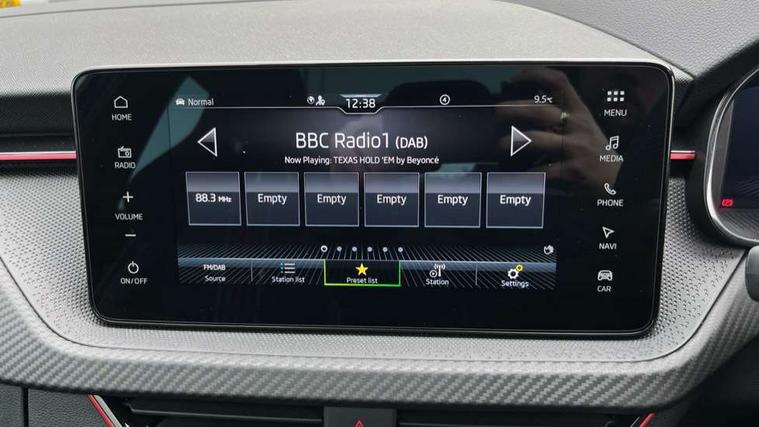 Normal
12:38
4
9.5°C
HOME
RADIO
+
VOLUME
−
ON/OFF
BBC Radio1 (DAB)
Now Playing: TEXAS HOLD 'EM by Beyoncé
88.3 MHz
Empty
Empty
Empty
Empty
Empty
FM/DAB
Source
Station list
Preset list
Station
Settings
MENU
MEDIA
PHONE
NAVI
CAR